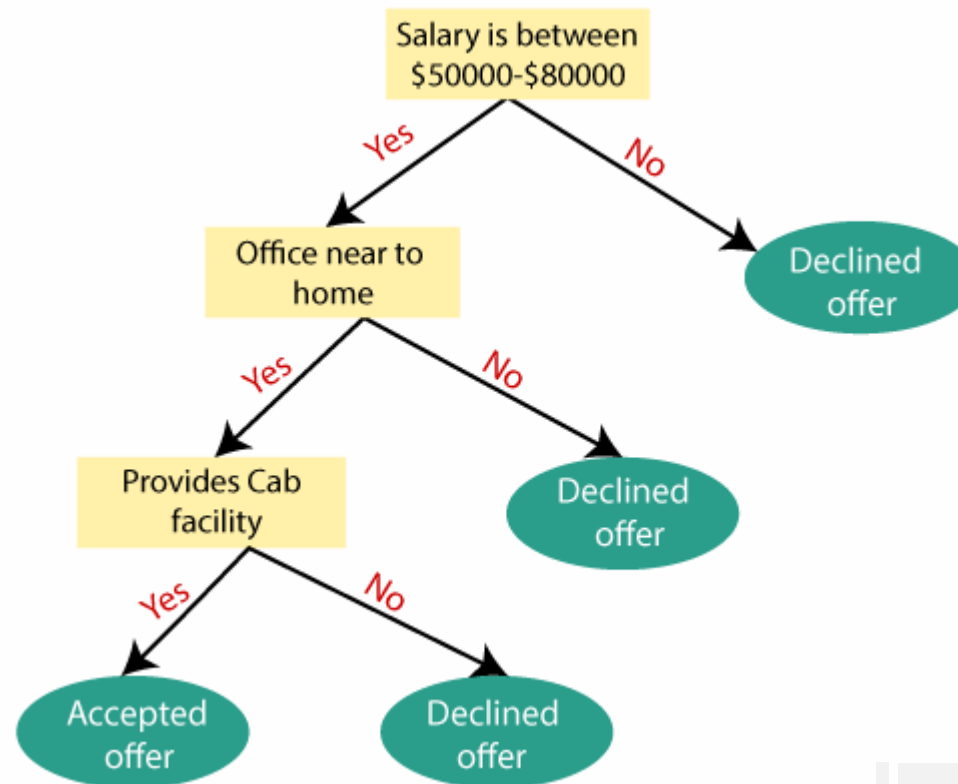 Salary is between
$50000-$80000
Yes
No
Office near to
home
Declined
offer
Yes
No
Provides Cab
facility
Declined
offer
Yes
No
Accepted
offer
Declined
offer